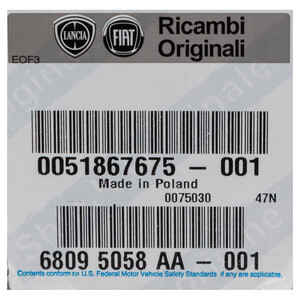 LANCIA FIAT Ricambi
Originali
EOF3
0051867675 - 001
Made in Poland
0075030 47N
6809 5058 AA - 001
Contents conform to U.S. Federal Motor Vehicle Safety Standards if any are applicable.